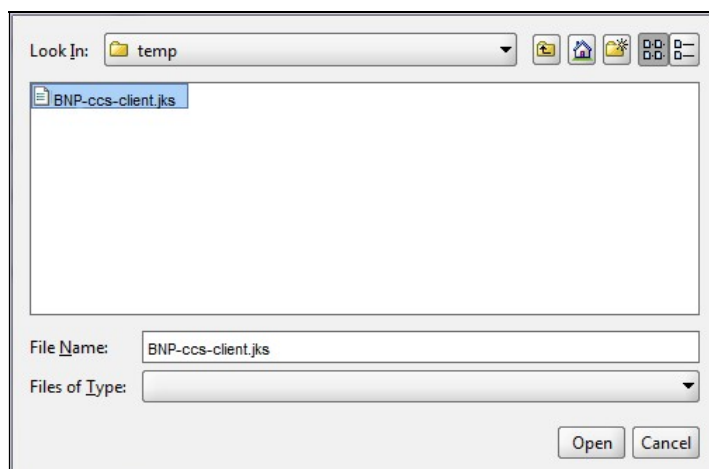 Look In: temp
BNP-ccs-client.jks
File Name: BNP-ccs-client.jks
Files of Type:
Open Cancel